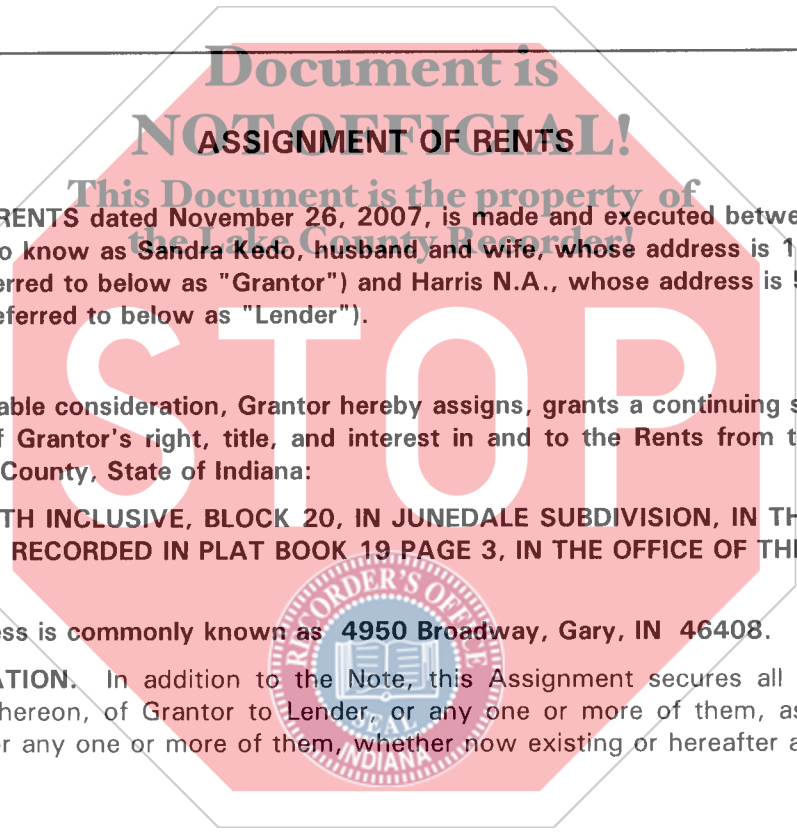 Document is
NOT OFFICIAL!
ASSIGNMENT OF RENTS
This Document is the property of
the Lake County Recorder!
RENTS dated November 26, 2007, is made and executed betwe
o know as Sandra Kedo, husband and wife, whose address is 1
erred to below as "Grantor") and Harris N.A., whose address is 5
eferred to below as "Lender").
STOP
able consideration, Grantor hereby assigns, grants a continuing s
f Grantor's right, title, and interest in and to the Rents from t
County, State of Indiana:
TH INCLUSIVE, BLOCK 20, IN JUNEDALE SUBDIVISION, IN TH
RECORDED IN PLAT BOOK 19 PAGE 3, IN THE OFFICE OF THE
ess is commonly known as 4950 Broadway, Gary, IN 46408.
ATION. In addition to the Note, this Assignment secures all
hereon, of Grantor to Lender, or any one or more of them, as
r any one or more of them, whether now existing or hereafter a
RECORDER'S OFFICE
SEAL
INDIANA